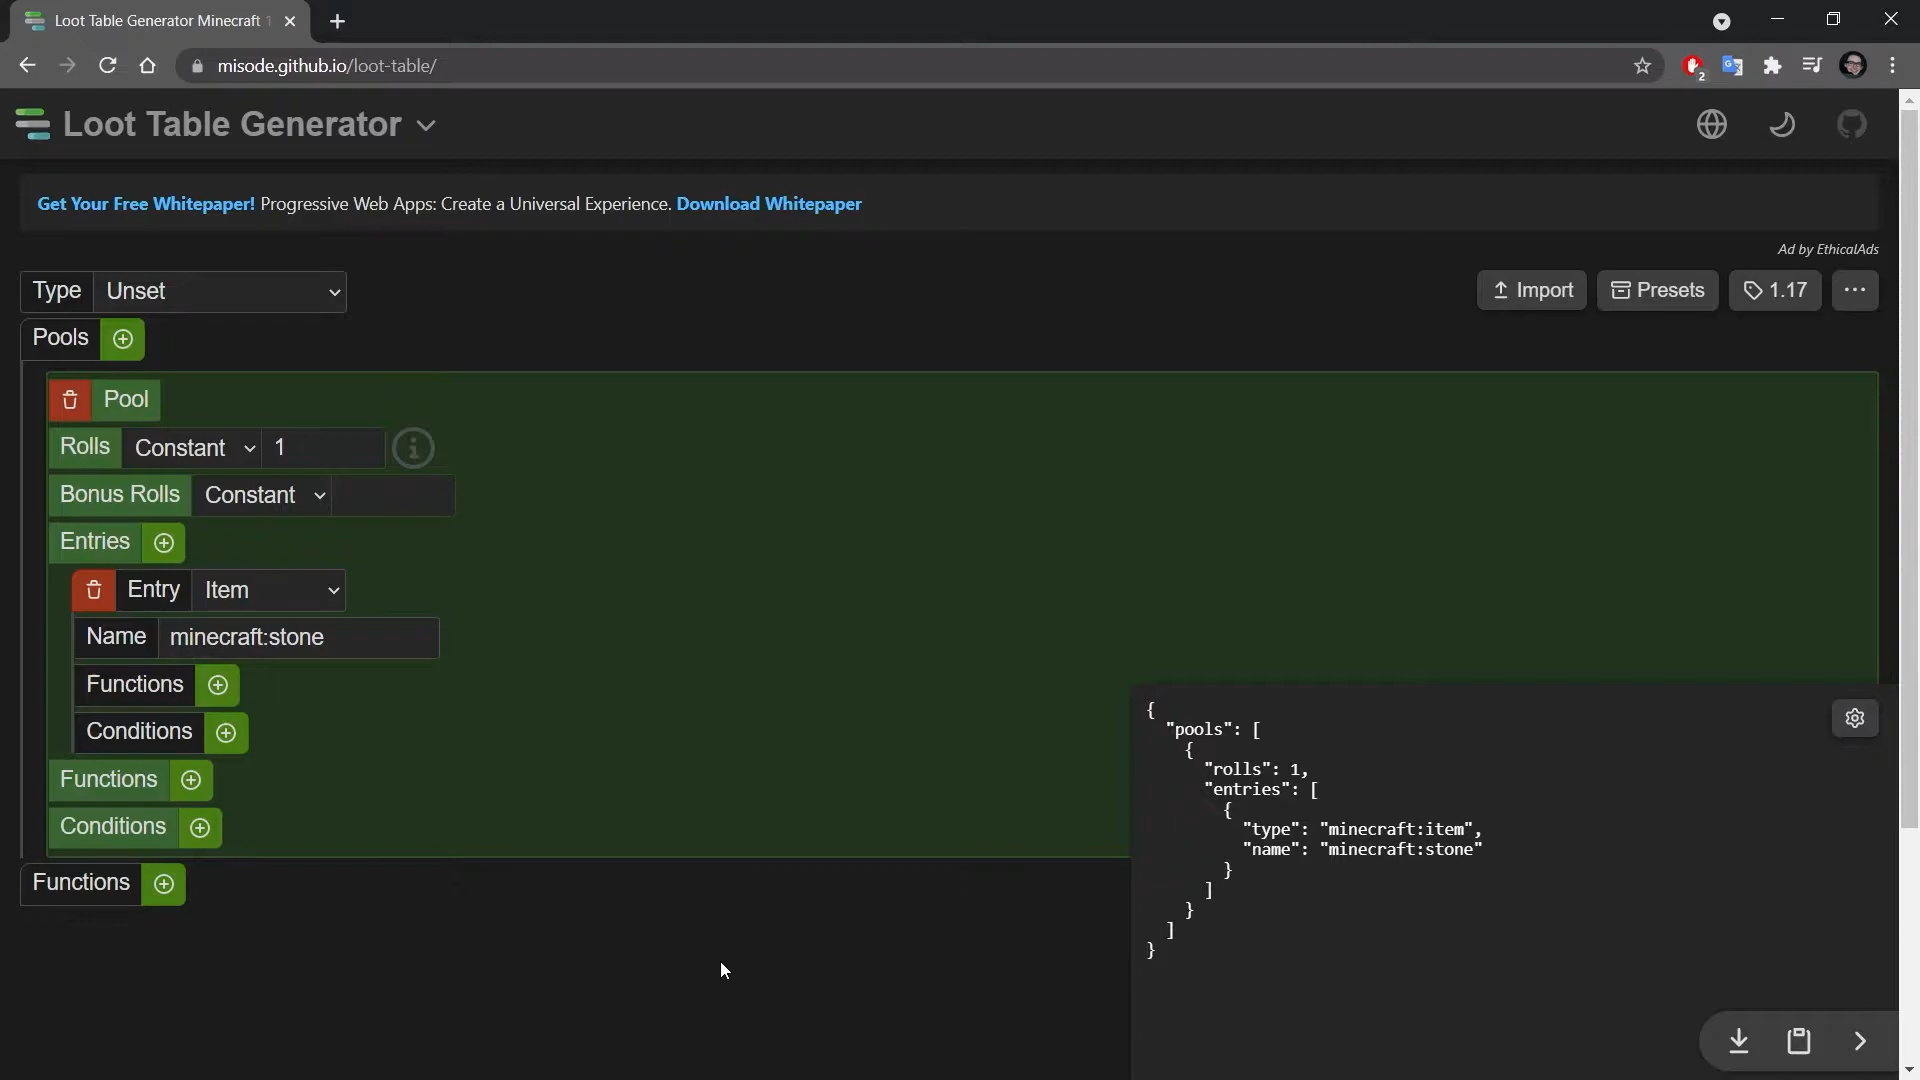 Loot Table Generator Minecraft 1
misode.github.io/loot-table/
2
Loot Table Generator
Get Your Free Whitepaper! Progressive Web Apps: Create a Universal Experience. Download Whitepaper
Ad by EthicalAds
Type Unset
Import Presets 1.17
Pools
Pool
Rolls Constant 1
Bonus Rolls Constant
Entries
Entry Item
Name minecraft:stone
Functions
Conditions
Functions
Conditions
Functions
{
"pools": [
{
"rolls": 1,
"entries": [
{
"type": "minecraft:item",
"name": "minecraft:stone"
}
]
}
]
}